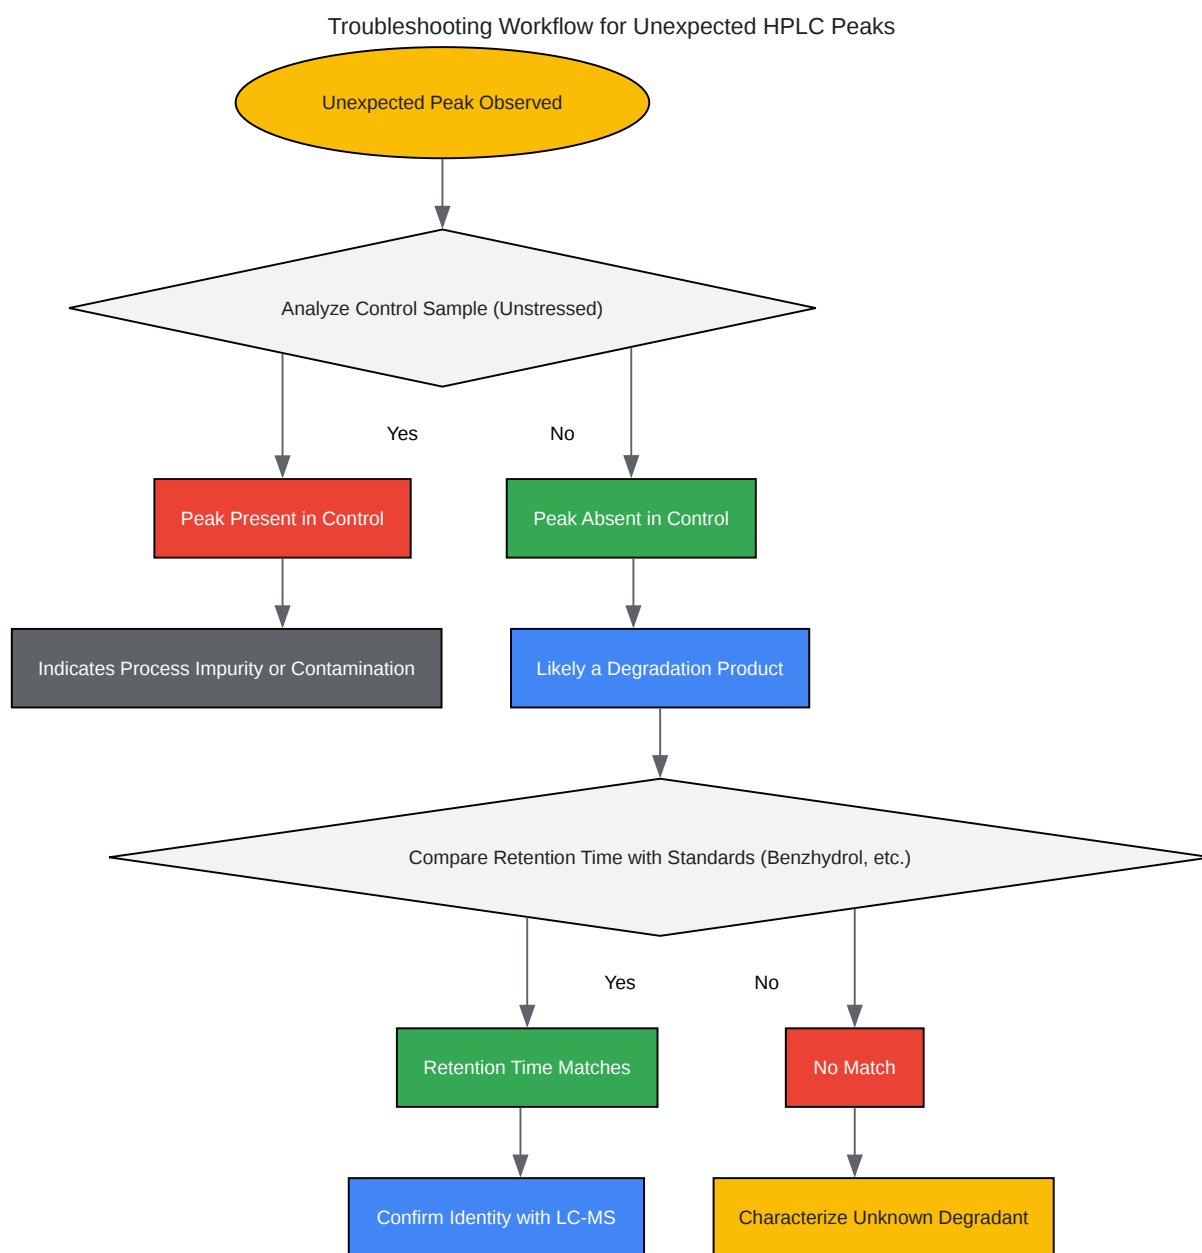 Troubleshooting Workflow for Unexpected HPLC Peaks
Unexpected Peak Observed
Analyze Control Sample (Unstressed)
Yes
No
Peak Present in Control
Peak Absent in Control
Indicates Process Impurity or Contamination
Likely a Degradation Product
Compare Retention Time with Standards (Benzhydrol, etc.)
Yes
No
Retention Time Matches
No Match
Confirm Identity with LC-MS
Characterize Unknown Degradant